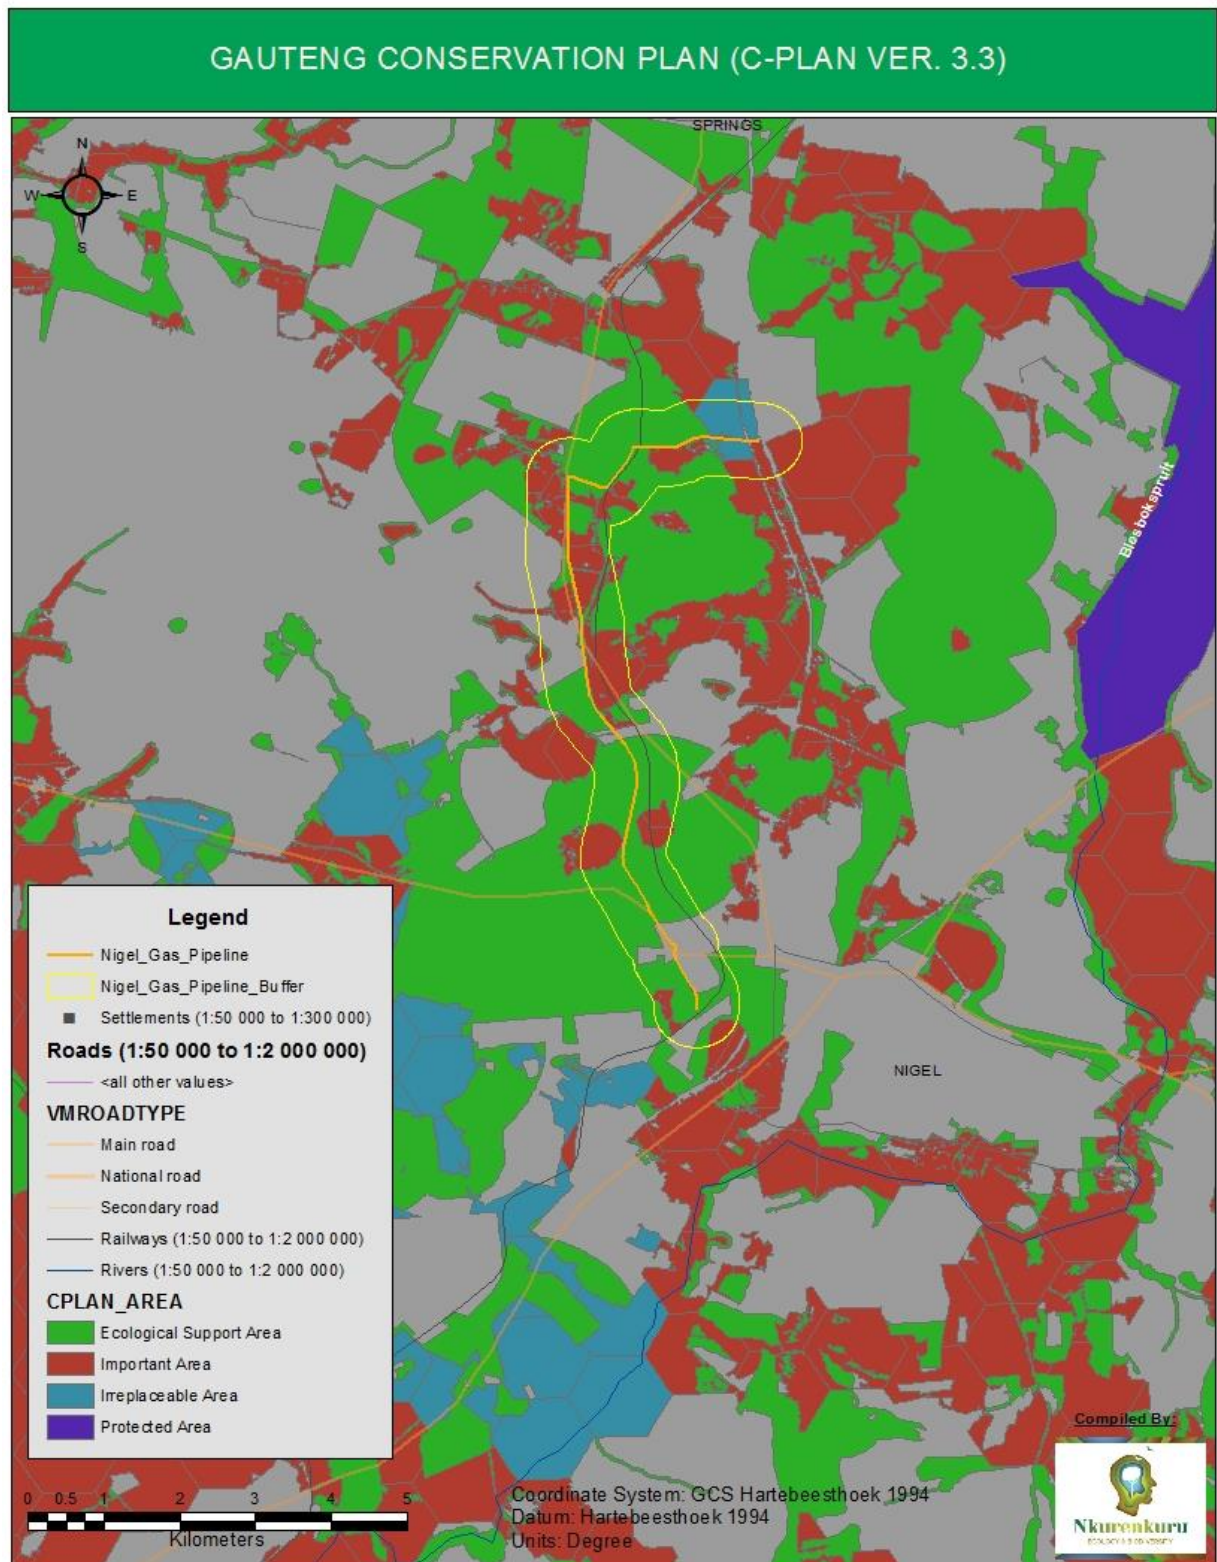 GAUTENG CONSERVATION PLAN (C-PLAN VER. 3.3)
SPRINGS
N
W
E
S
Blesbokspruit
Legend
Nigel_Gas_Pipeline
Nigel_Gas_Pipeline_Buffer
Settlements (1:50 000 to 1:300 000)
Roads (1:50 000 to 1:2 000 000)
<all other values>
VMROADTYPE
Main road
National road
Secondary road
Railways (1:50 000 to 1:2 000 000)
Rivers (1:50 000 to 1:2 000 000)
CPLAN_AREA
Ecological Support Area
Important Area
Irreplaceable Area
Protected Area
NIGEL
0 0.5 1 2 3 4 5
Kilometers
Coordinate System: GCS Hartebeesthoek 1994
Datum: Hartebeesthoek 1994
Units: Degree
Compiled By:
Nkurenkuru
ECOLOGY & BIODIVERSITY